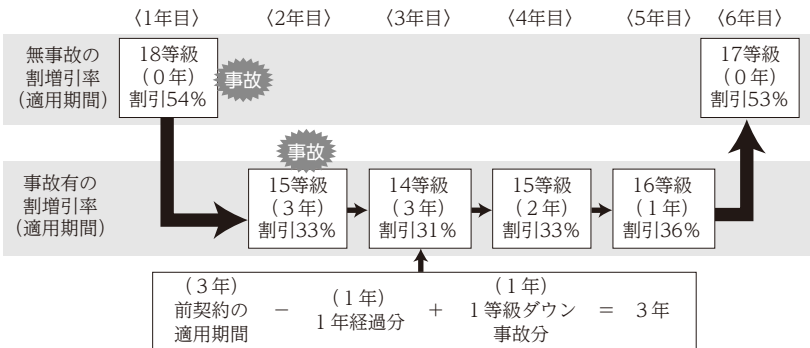 〈1年目〉 〈2年目〉 〈3年目〉 〈4年目〉 〈5年目〉 〈6年目〉
無事故の
割増引率
(適用期間)
18等級
(0年)
割引54%
事故
17等級
(0年)
割引53%
事故有の
割増引率
(適用期間)
事故
15等級
(3年)
割引33%
14等級
(3年)
割引31%
15等級
(2年)
割引33%
16等級
(1年)
割引36%
(3年)
前契約の
適用期間
−
(1年)
1年経過分
+
(1年)
1等級ダウン
事故分
= 3年